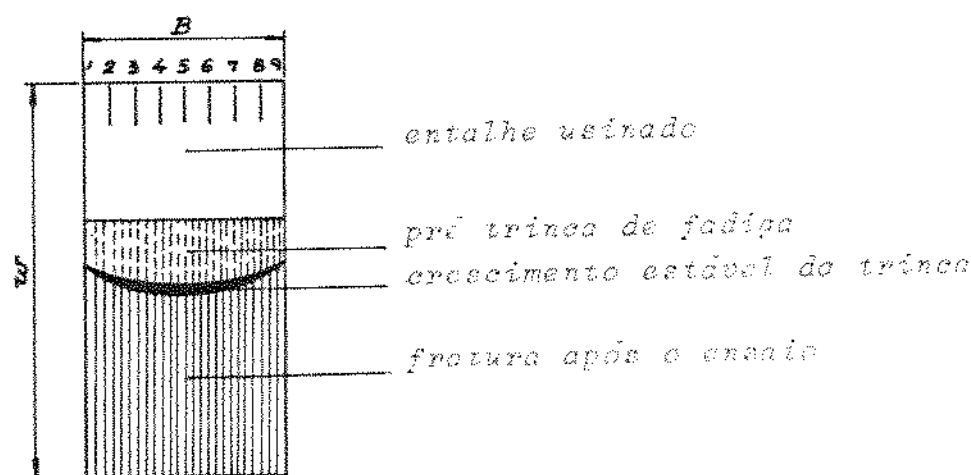 B
1 2 3 4 5 6 7 8 9
W
entalhe usinado
pré trinca de fadiga
crescimento estável da trinca
fratura após o ensaio